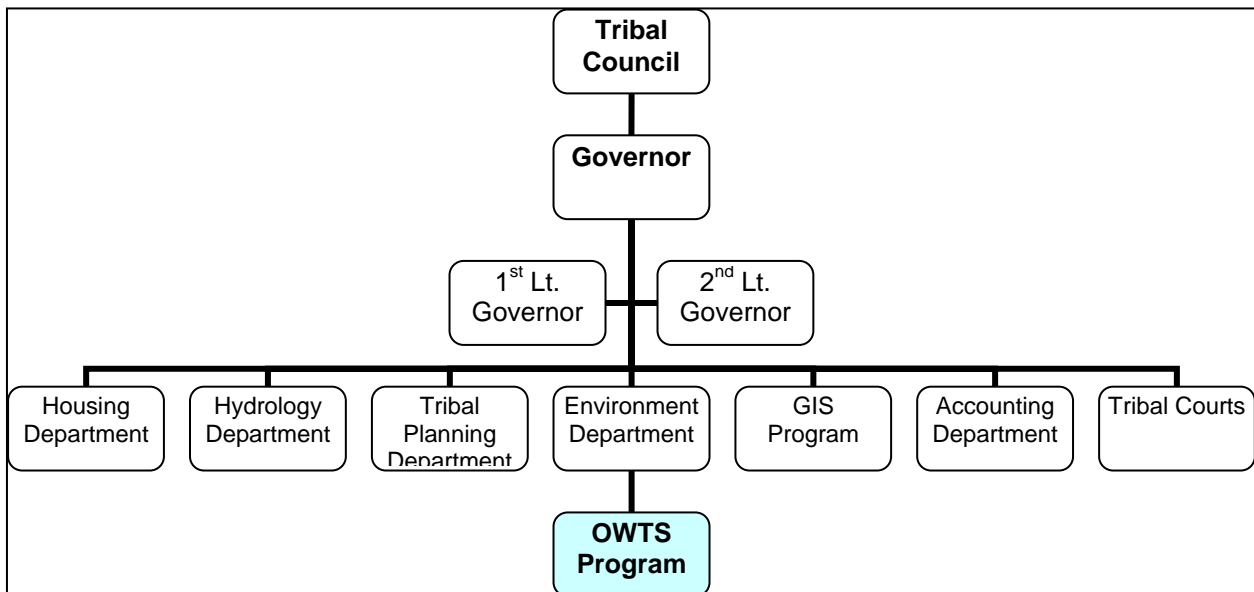 Tribal
Council
Governor
1st Lt.
Governor
2nd Lt.
Governor
Housing
Department
Hydrology
Department
Tribal
Planning
Department
Environment
Department
GIS
Program
Accounting
Department
Tribal Courts
OWTS
Program